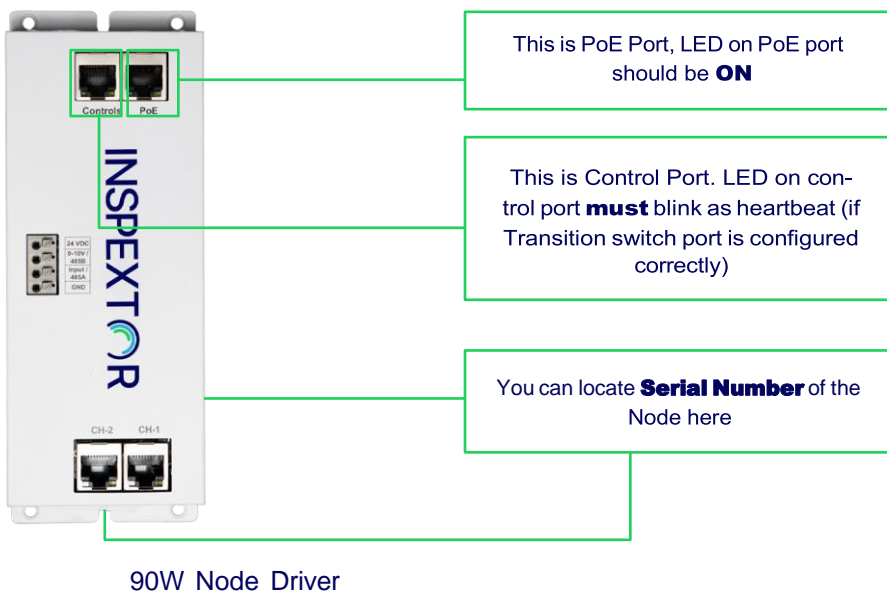 This is PoE Port, LED on PoE port
should be ON
Controls
PoE
This is Control Port. LED on con-
trol port must blink as heartbeat (if
Transition switch port is configured
correctly)
INSPEXTOR
24 VDC
0-10V /
485B
Input /
485A
GND
You can locate Serial Number of the
Node here
CH-2
CH-1
90W Node Driver